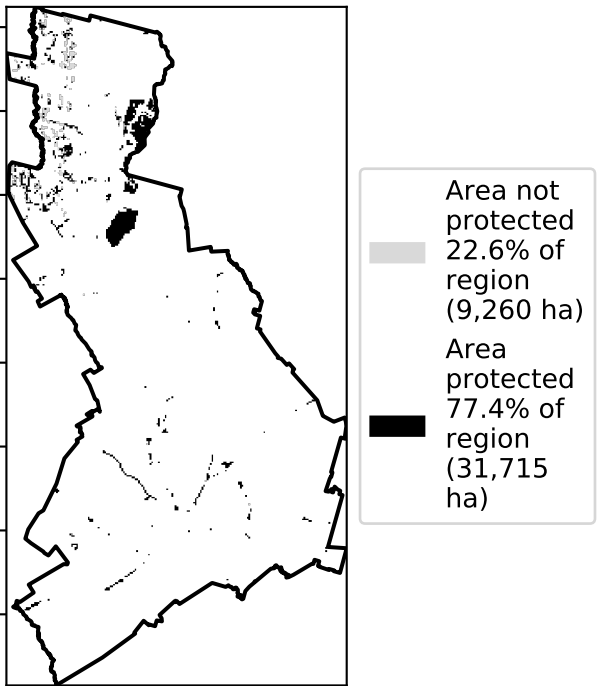 Area not
protected
22.6% of
region
(9,260 ha)
Area
protected
77.4% of
region
(31,715
ha)